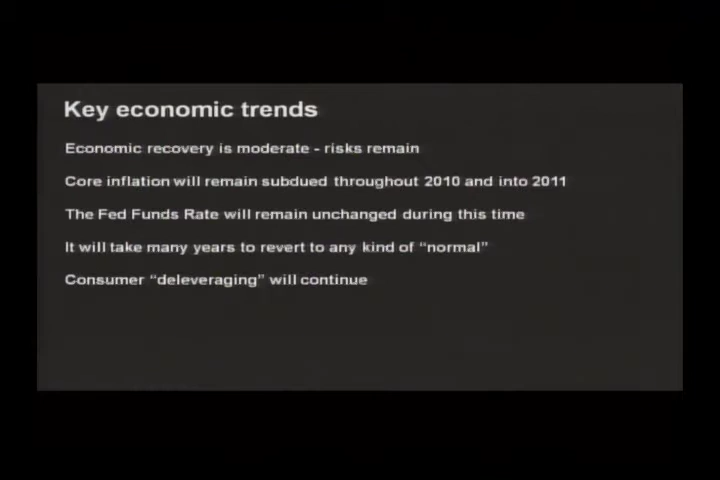 Key economic trends
Economic recovery is moderate - risks remain
Core inflation will remain subdued throughout 2010 and into 2011
The Fed Funds Rate will remain unchanged during this time
It will take many years to revert to any kind of “normal”
Consumer “deleveraging” will continue